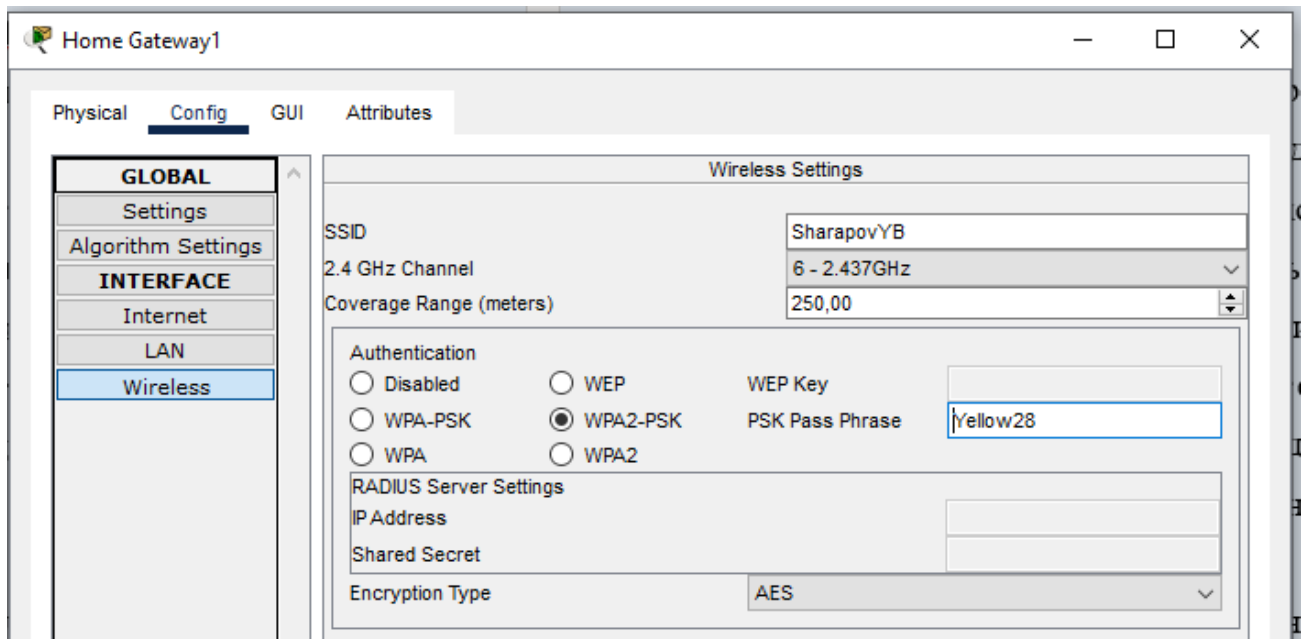 Home Gateway1
Physical Config GUI Attributes
GLOBAL
Settings
Algorithm Settings
INTERFACE
Internet
LAN
Wireless
Wireless Settings
SSID SharapovYB
2.4 GHz Channel 6 - 2.437GHz
Coverage Range (meters) 250,00
Authentication
Disabled WEP WEP Key
WPA-PSK WPA2-PSK PSK Pass Phrase Yellow28
WPA WPA2
RADIUS Server Settings
IP Address
Shared Secret
Encryption Type AES